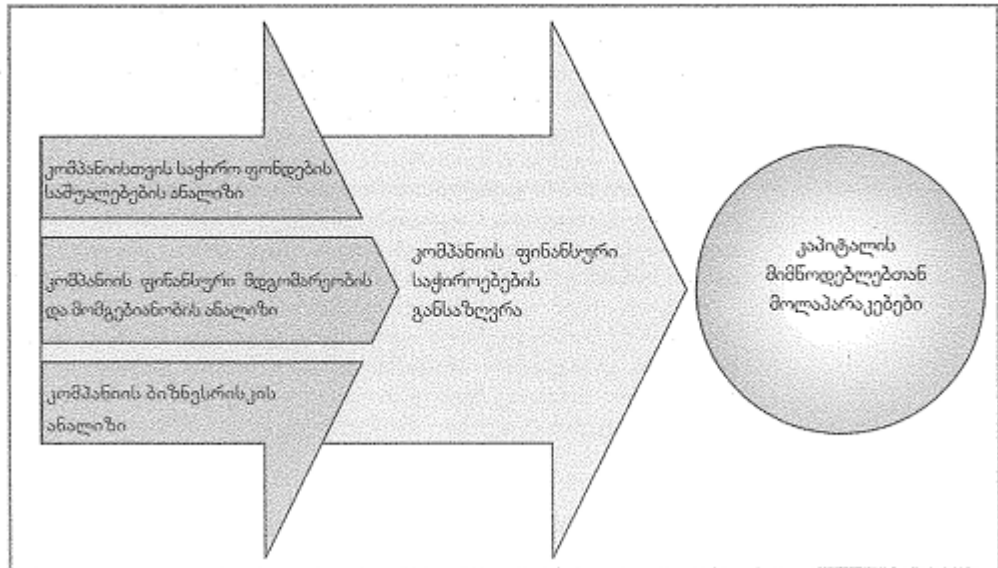 კომპანიისთვის საჭირო ფონდების
საშუალებების ანალიზი
კომპანიის ფინანსური მდგომარეობის
და მომგებიანობის ანალიზი
კომპანიის ბიზნესრისკის
ანალიზი
კომპანიის ფინანსური
საჭიროებების
განსაზღვრა
კაპიტალის
მიმწოდებლებთან
მოლაპარაკებები